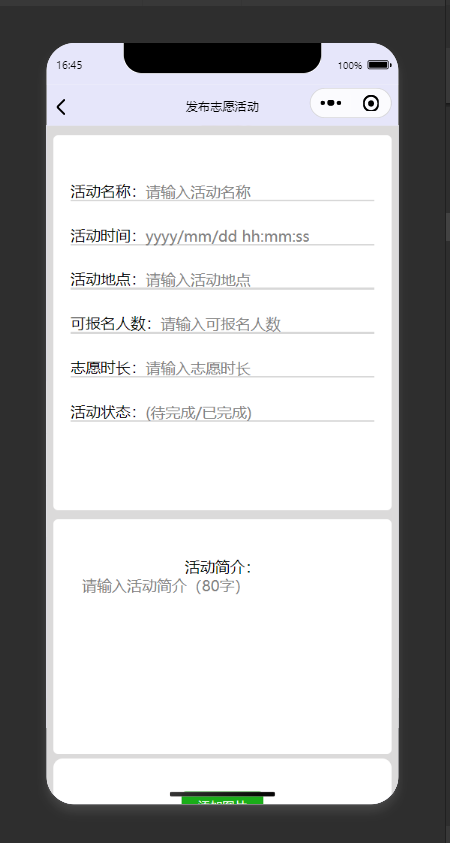 16:45 100%
发布志愿活动
活动名称：请输入活动名称
活动时间：yyyy/mm/dd hh:mm:ss
活动地点：请输入活动地点
可报名人数：请输入可报名人数
志愿时长：请输入志愿时长
活动状态：(待完成/已完成)
活动简介：
请输入活动简介（80字）
添加图片